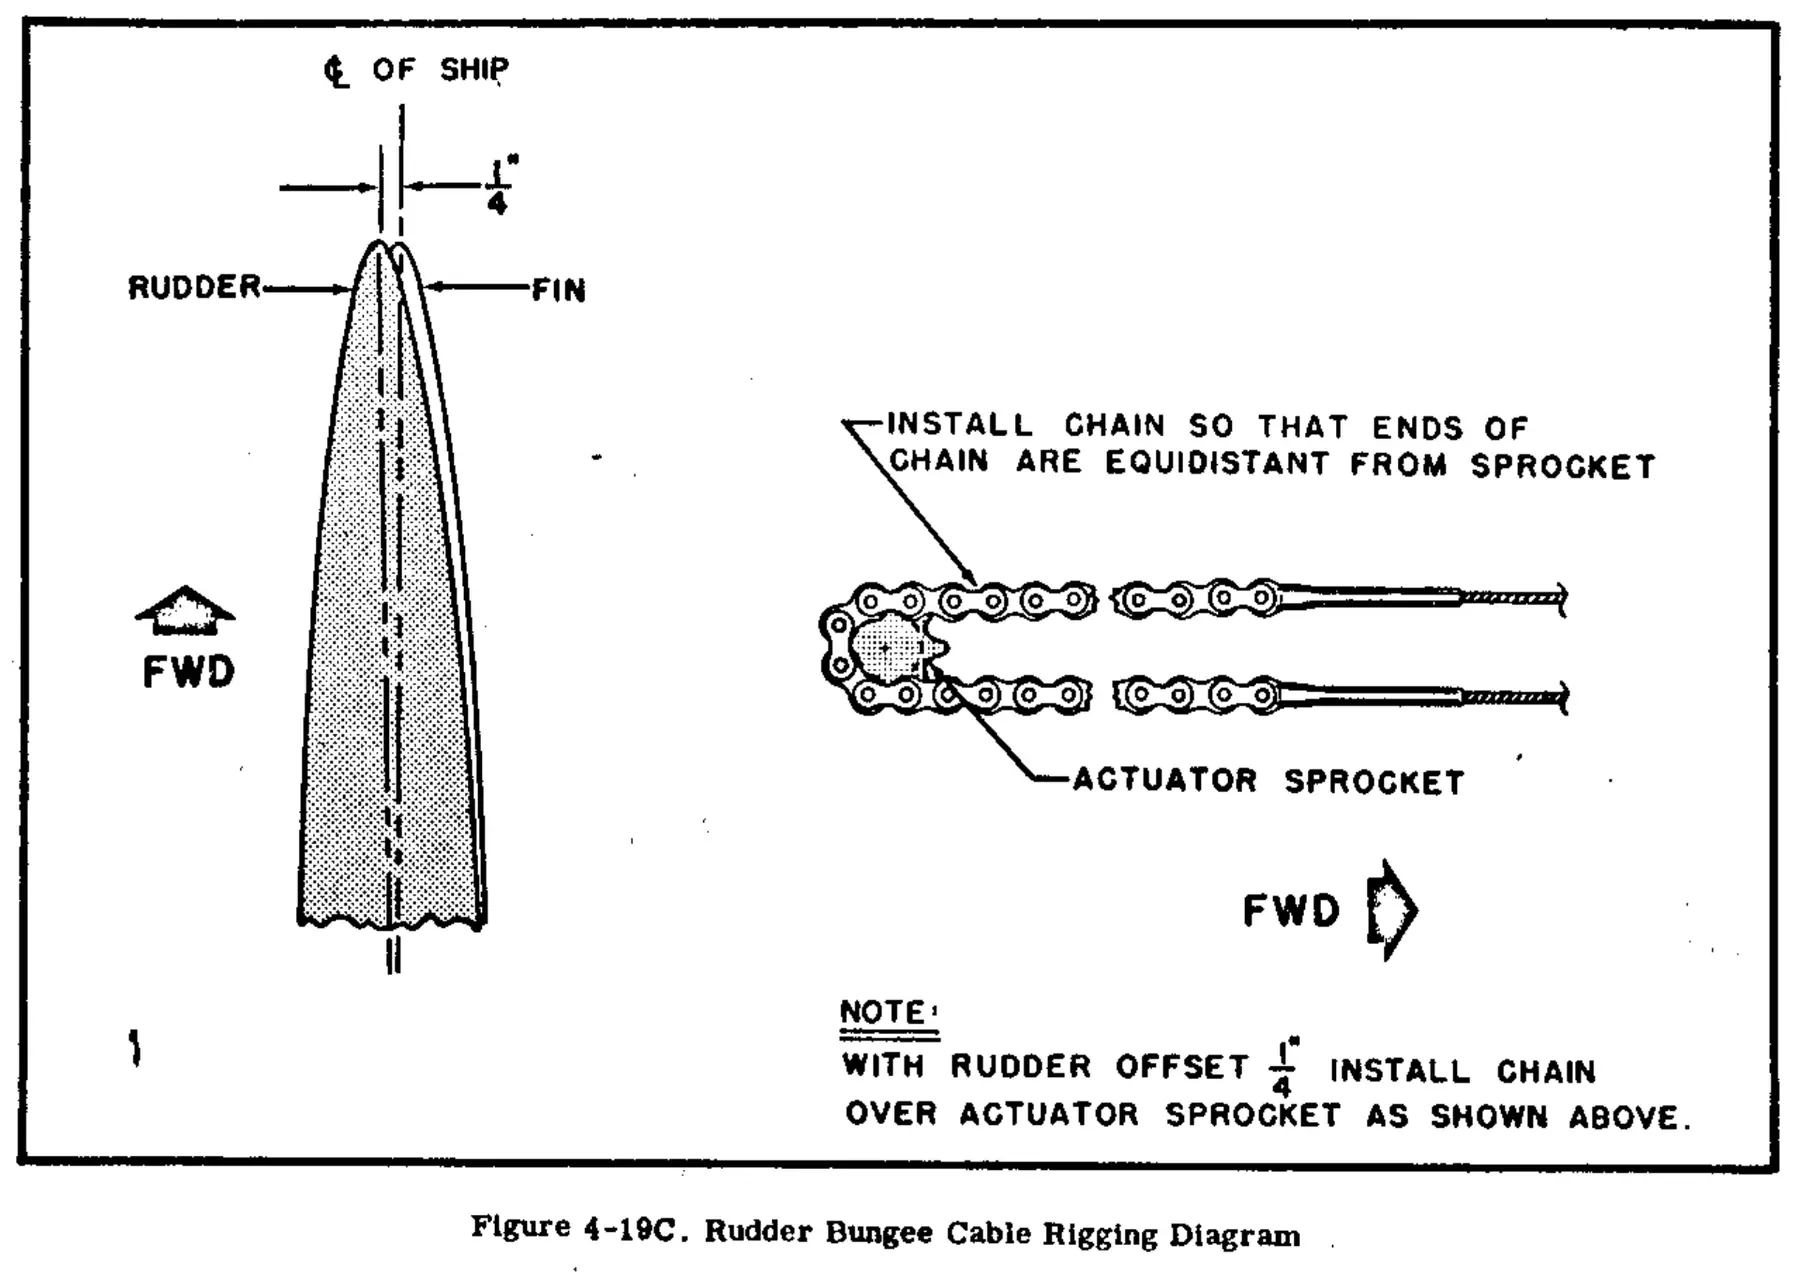 ℄ OF SHIP
1/4"
RUDDER
FIN
INSTALL CHAIN SO THAT ENDS OF
CHAIN ARE EQUIDISTANT FROM SPROCKET
FWD
ACTUATOR SPROCKET
FWD
NOTE:
WITH RUDDER OFFSET 1/4" INSTALL CHAIN
OVER ACTUATOR SPROCKET AS SHOWN ABOVE.
Figure 4-19C. Rudder Bungee Cable Rigging Diagram